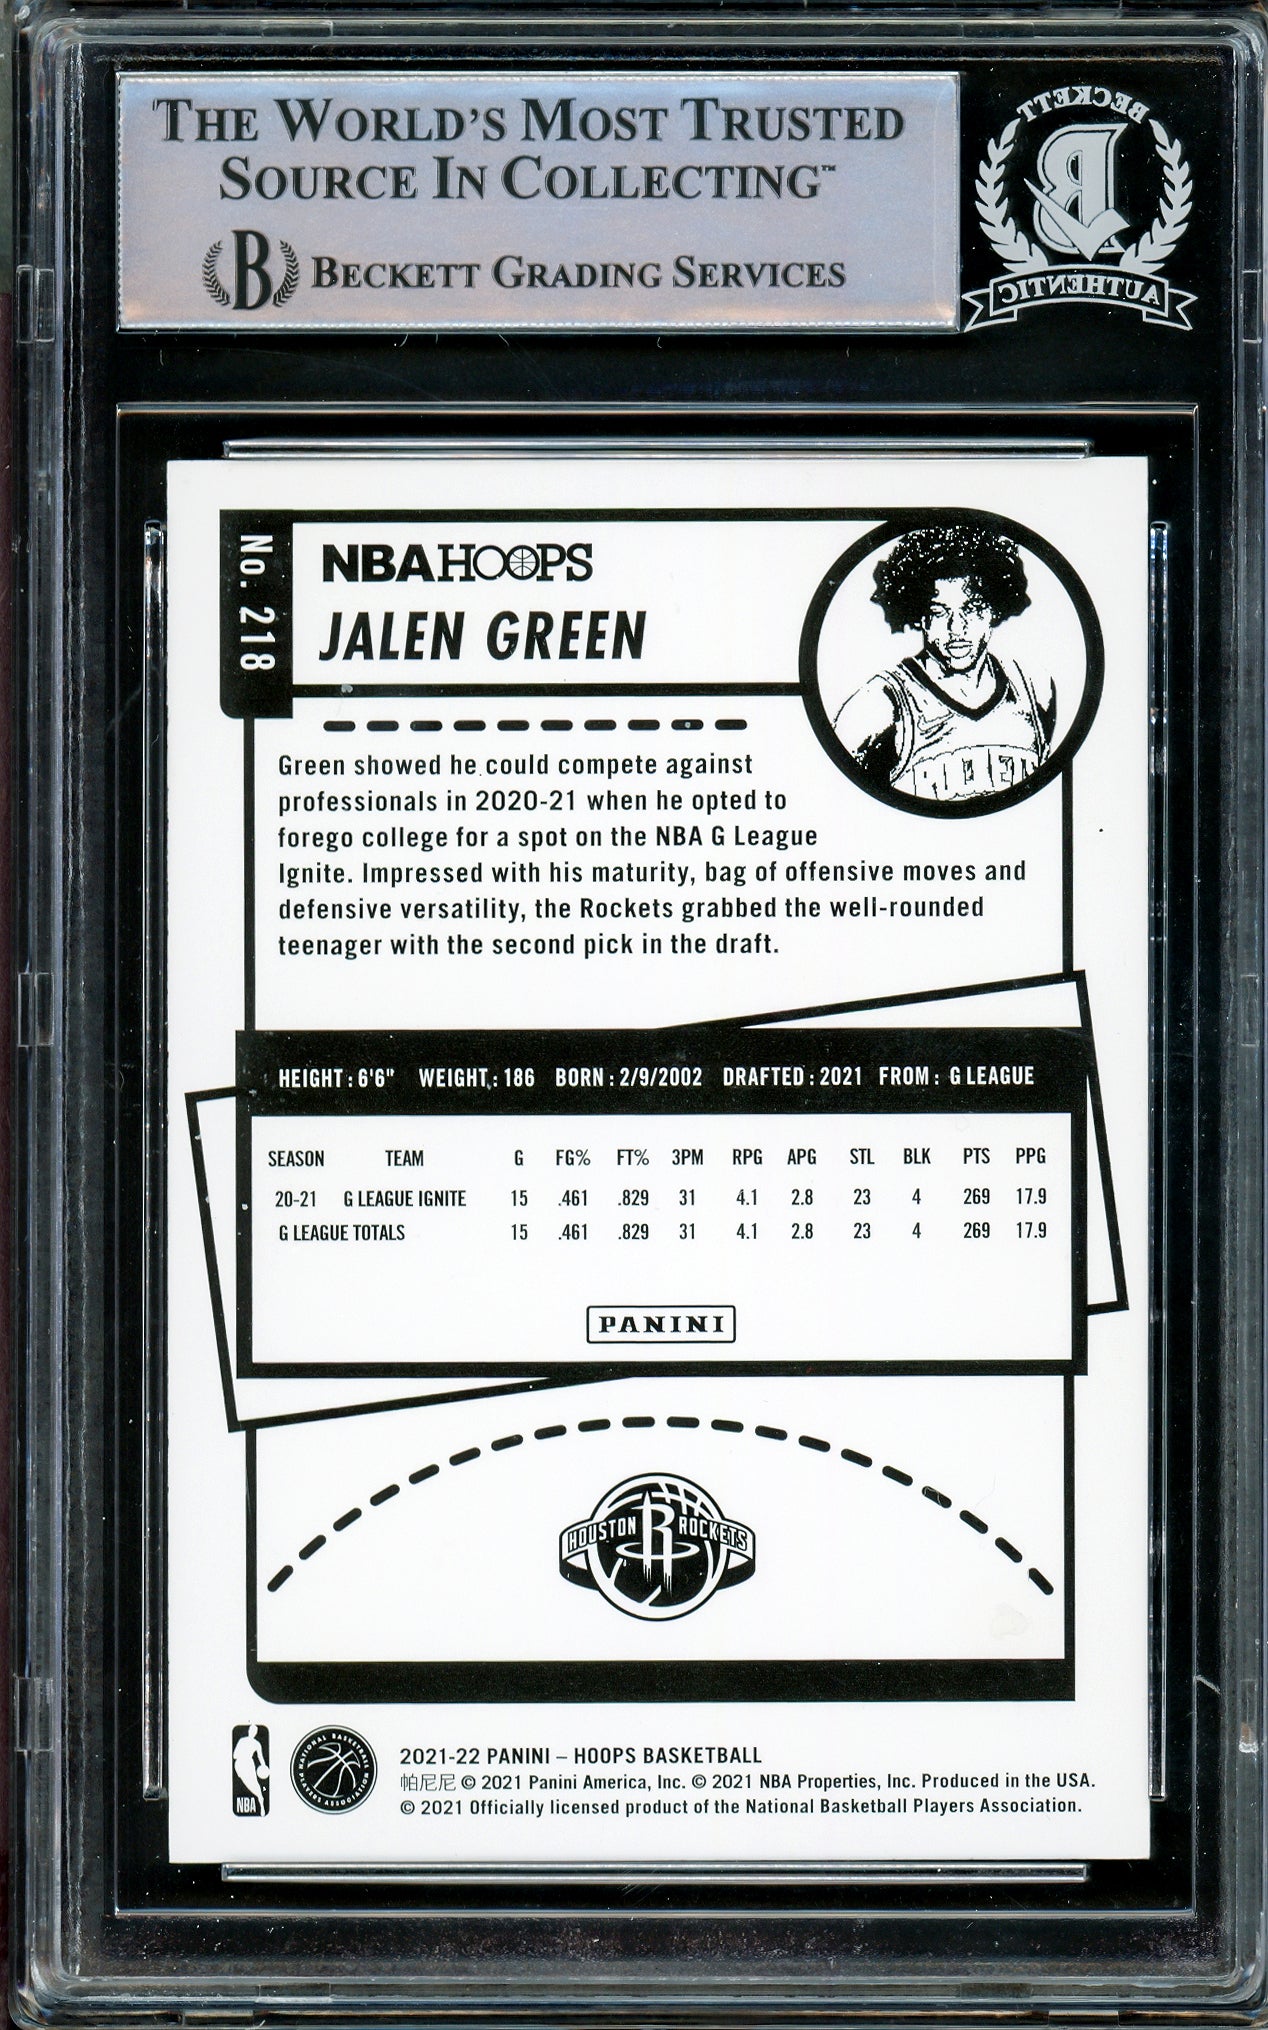 THE WORLD'S MOST TRUSTED
SOURCE IN COLLECTING™
B BECKETT GRADING SERVICES
BECKETT
B
AUTHENTIC
No. 218
NBA HOOPS
JALEN GREEN
Green showed he could compete against
professionals in 2020-21 when he opted to
forego college for a spot on the NBA G League
Ignite. Impressed with his maturity, bag of offensive moves and
defensive versatility, the Rockets grabbed the well-rounded
teenager with the second pick in the draft.
HEIGHT : 6'6" WEIGHT : 186 BORN : 2/9/2002 DRAFTED : 2021 FROM : G LEAGUE
SEASON TEAM G FG% FT% 3PM RPG APG STL BLK PTS PPG
20-21 G LEAGUE IGNITE 15 .461 .829 31 4.1 2.8 23 4 269 17.9
G LEAGUE TOTALS 15 .461 .829 31 4.1 2.8 23 4 269 17.9
PANINI
HOUSTON R ROCKETS
NBA
NATIONAL BASKETBALL PLAYERS ASSOCIATION
2021-22 PANINI – HOOPS BASKETBALL
帕尼尼 © 2021 Panini America, Inc. © 2021 NBA Properties, Inc. Produced in the USA.
© 2021 Officially licensed product of the National Basketball Players Association.